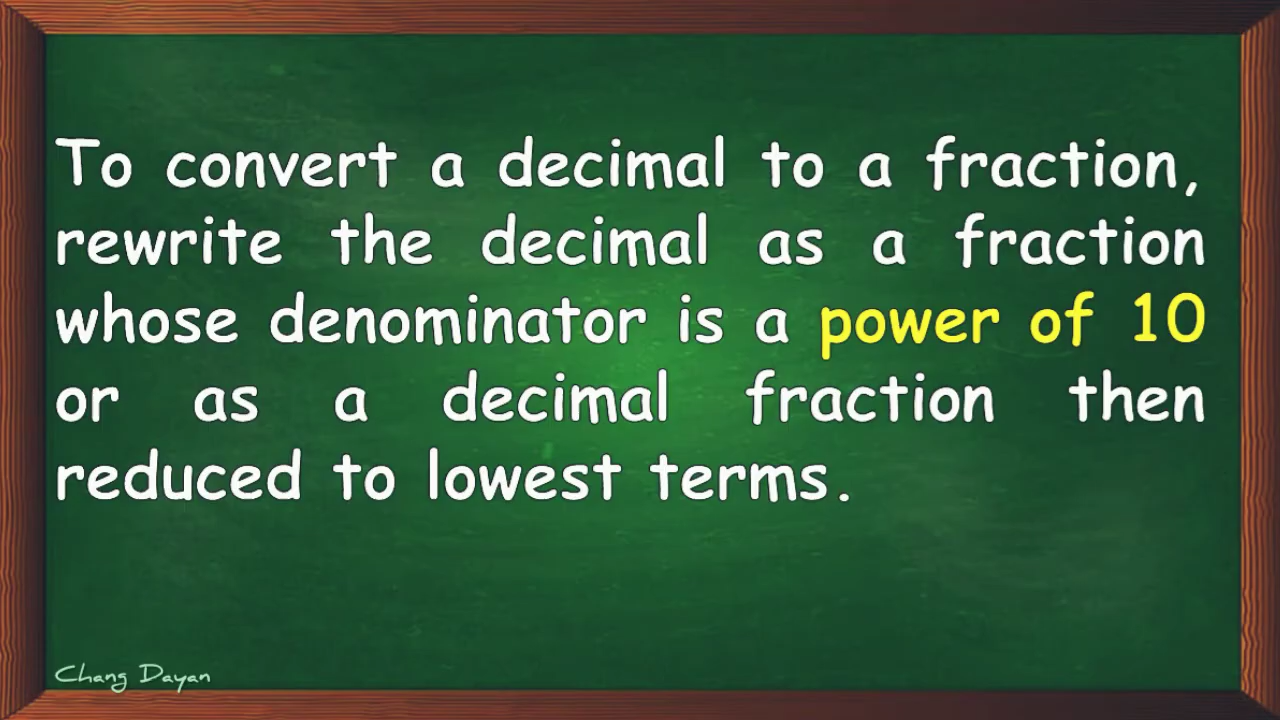 To convert a decimal to a fraction,
rewrite the decimal as a fraction
whose denominator is a power of 10
or as a decimal fraction then
reduced to lowest terms.
Chang Dayan